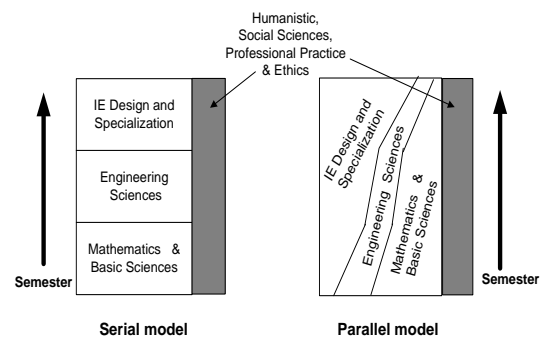 Humanistic,
Social Sciences,
Professional Practice
& Ethics
IE Design and
Specialization
Engineering
Sciences
Mathematics &
Basic Sciences
Semester
Serial model
IE Design and
Specialization
Engineering Sciences
Mathematics &
Basic Sciences
Semester
Parallel model